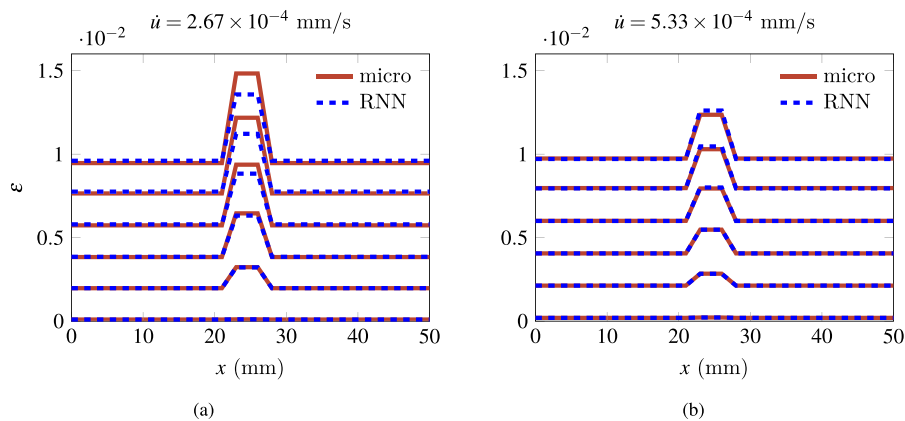 u̇ = 2.67 × 10⁻⁴ mm/s
·10⁻²
micro
RNN
1.5
1
0.5
0
ε
0 10 20 30 40 50
x (mm)
(a)
u̇ = 5.33 × 10⁻⁴ mm/s
·10⁻²
micro
RNN
1.5
1
0.5
0
0 10 20 30 40 50
x (mm)
(b)